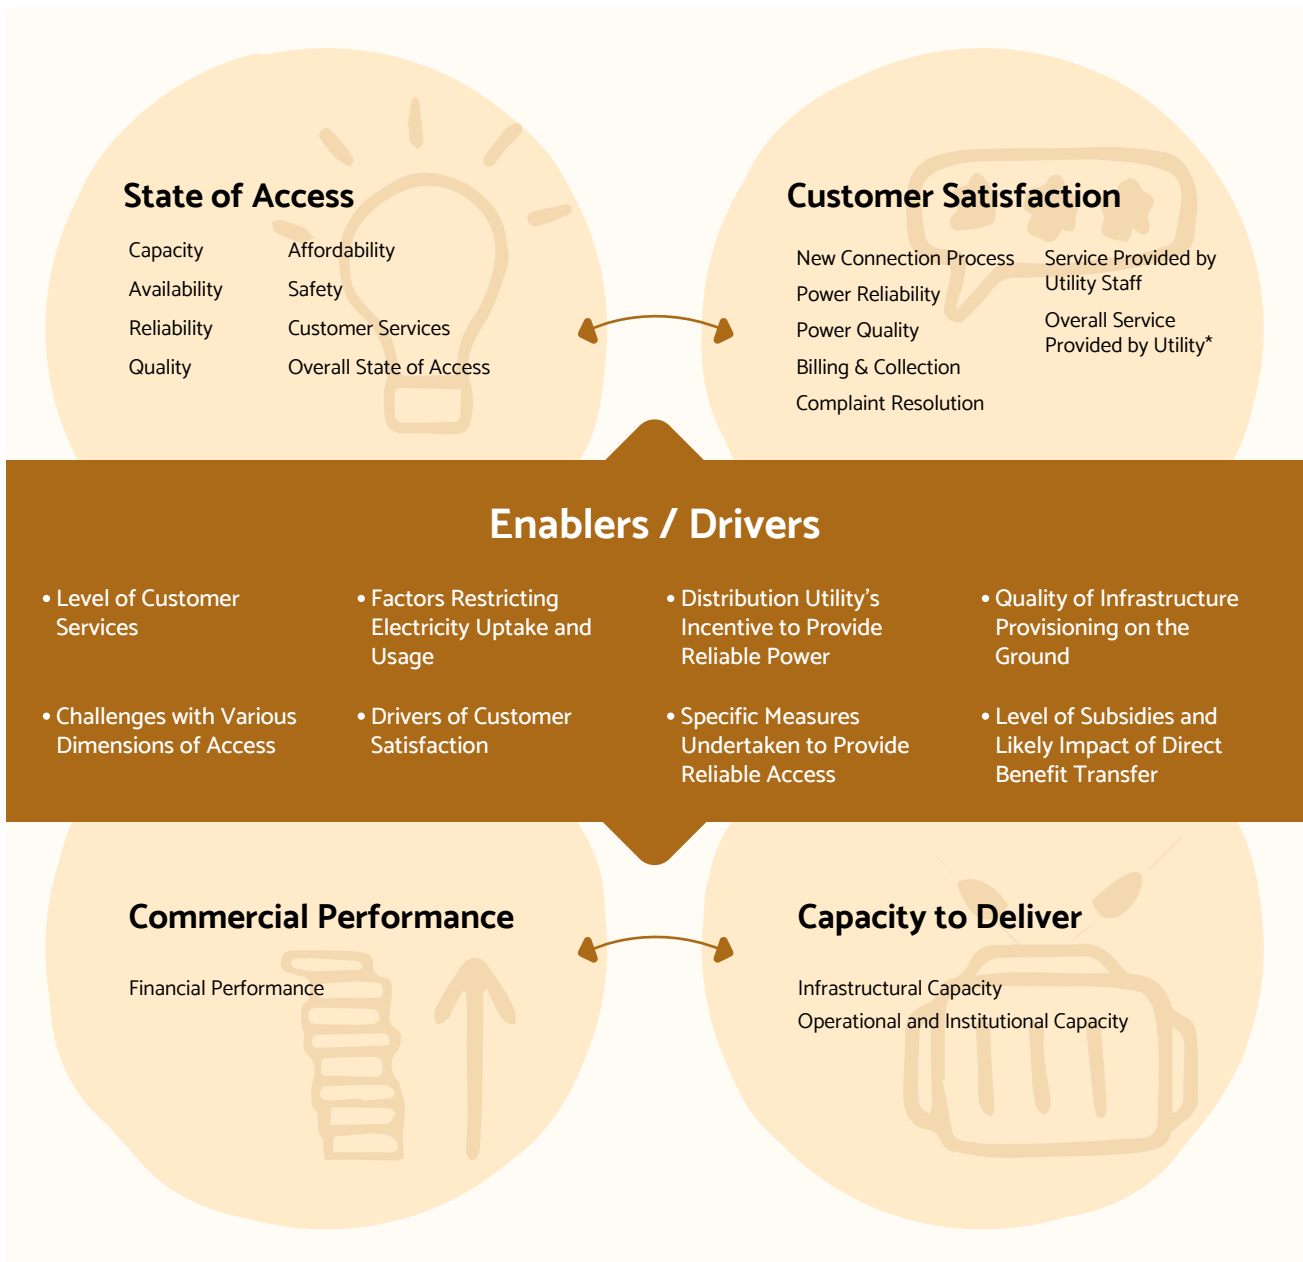 State of Access
Capacity
Availability
Reliability
Quality
Affordability
Safety
Customer Services
Overall State of Access
Customer Satisfaction
New Connection Process
Power Reliability
Power Quality
Billing & Collection
Complaint Resolution
Service Provided by
Utility Staff
Overall Service
Provided by Utility*
Enablers / Drivers
• Level of Customer
Services
• Factors Restricting
Electricity Uptake and
Usage
• Distribution Utility’s
Incentive to Provide
Reliable Power
• Quality of Infrastructure
Provisioning on the
Ground
• Challenges with Various
Dimensions of Access
• Drivers of Customer
Satisfaction
• Specific Measures
Undertaken to Provide
Reliable Access
• Level of Subsidies and
Likely Impact of Direct
Benefit Transfer
Commercial Performance
Financial Performance
Capacity to Deliver
Infrastructural Capacity
Operational and Institutional Capacity